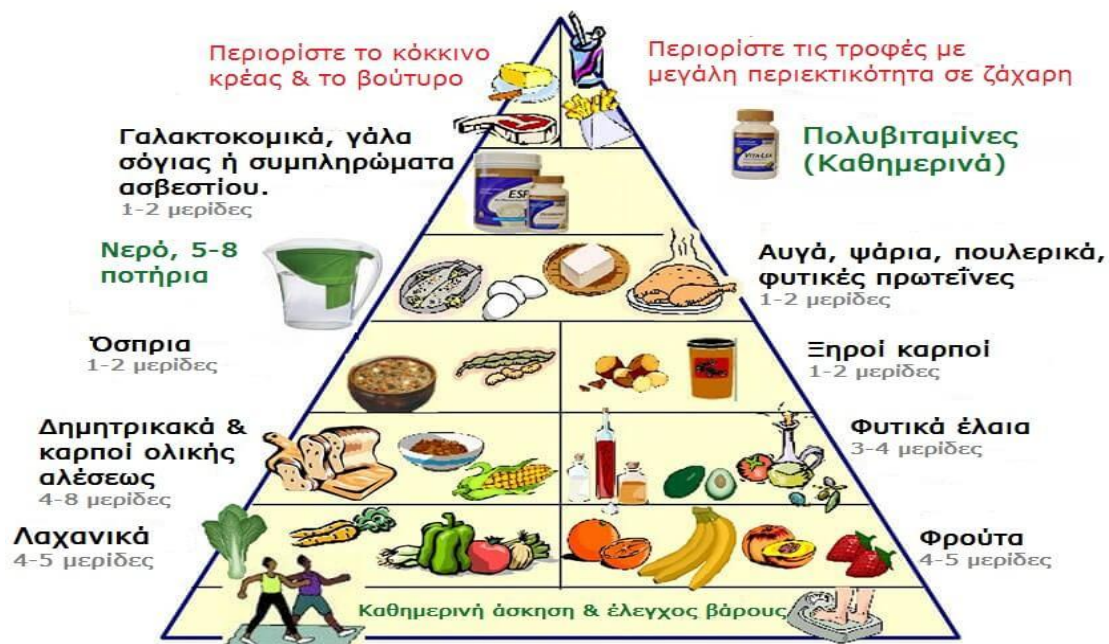 Περιορίστε το κόκκινο
κρέας & το βούτυρο
Περιορίστε τις τροφές με
μεγάλη περιεκτικότητα σε ζάχαρη
Γαλακτοκομικά, γάλα
σόγιας ή συμπληρώματα
ασβεστίου.
1-2 μερίδες
Πολυβιταμίνες
(Καθημερινά)
Νερό, 5-8
ποτήρια
Αυγά, ψάρια, πουλερικά,
φυτικές πρωτεΐνες
1-2 μερίδες
Όσπρια
1-2 μερίδες
Ξηροί καρποί
1-2 μερίδες
Δημητρικακά &
καρποί ολικής
αλέσεως
4-8 μερίδες
Φυτικά έλαια
3-4 μερίδες
Λαχανικά
4-5 μερίδες
Φρούτα
4-5 μερίδες
Καθημερινή άσκηση & έλεγχος βάρους